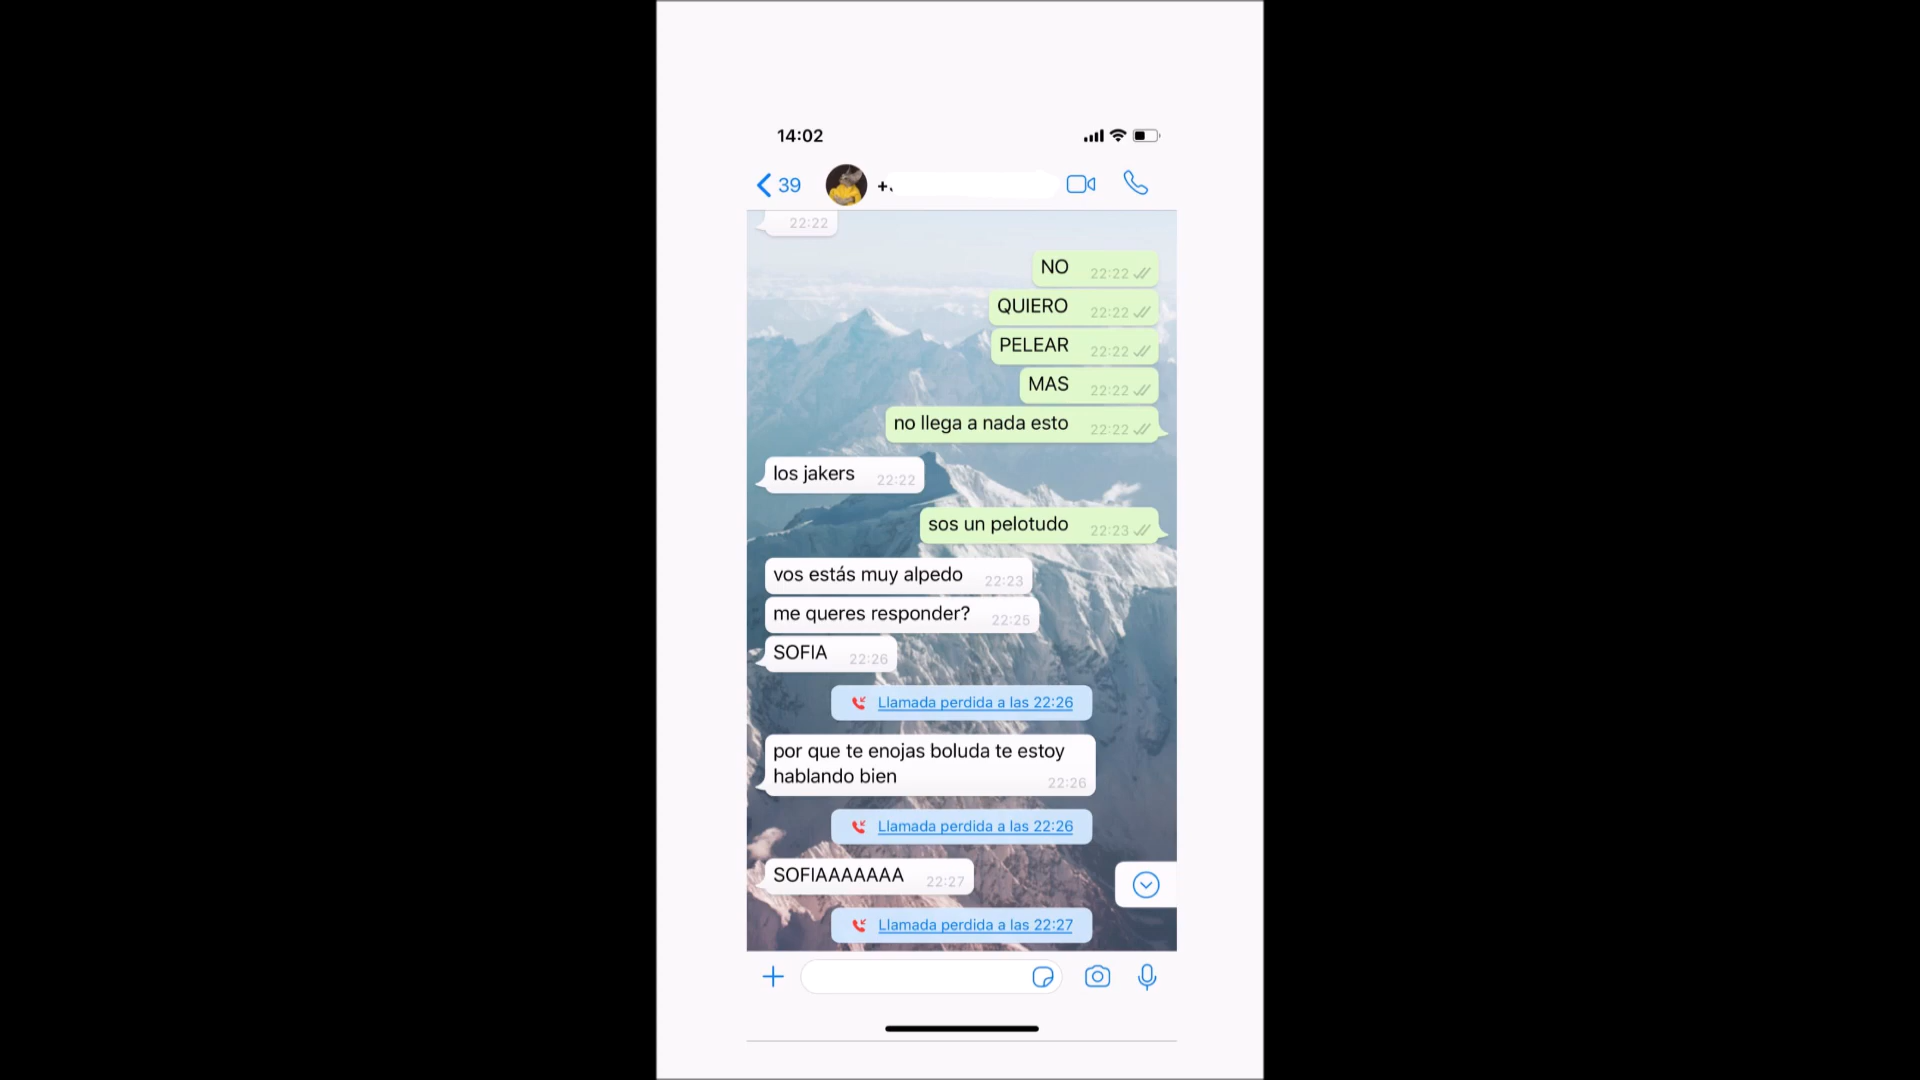 14:02
39
+.
22:22
NO 22:22
QUIERO 22:22
PELEAR 22:22
MAS 22:22
no llega a nada esto 22:22
los jakers 22:22
sos un pelotudo 22:23
vos estás muy alpedo 22:23
me queres responder? 22:25
SOFIA 22:26
Llamada perdida a las 22:26
por que te enojas boluda te estoy
hablando bien 22:26
Llamada perdida a las 22:26
SOFIAAAAAAA 22:27
Llamada perdida a las 22:27